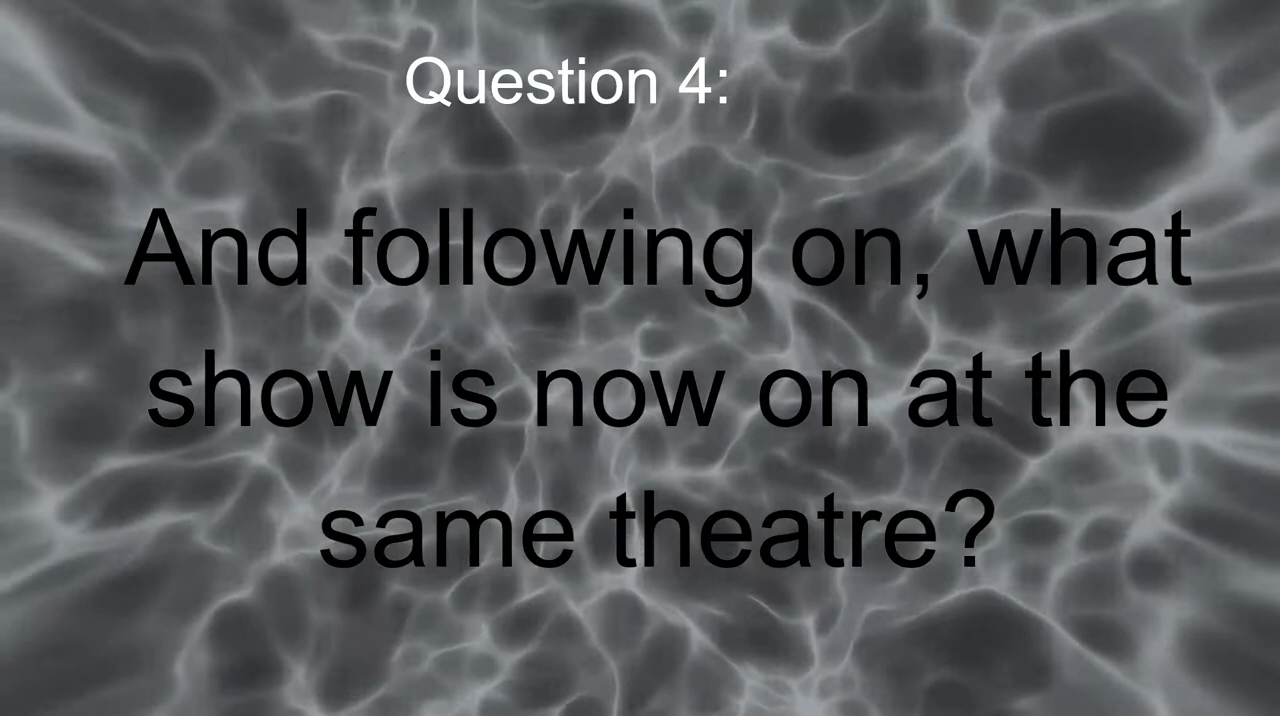 Question 4:
And following on, what
show is now on at the
same theatre?